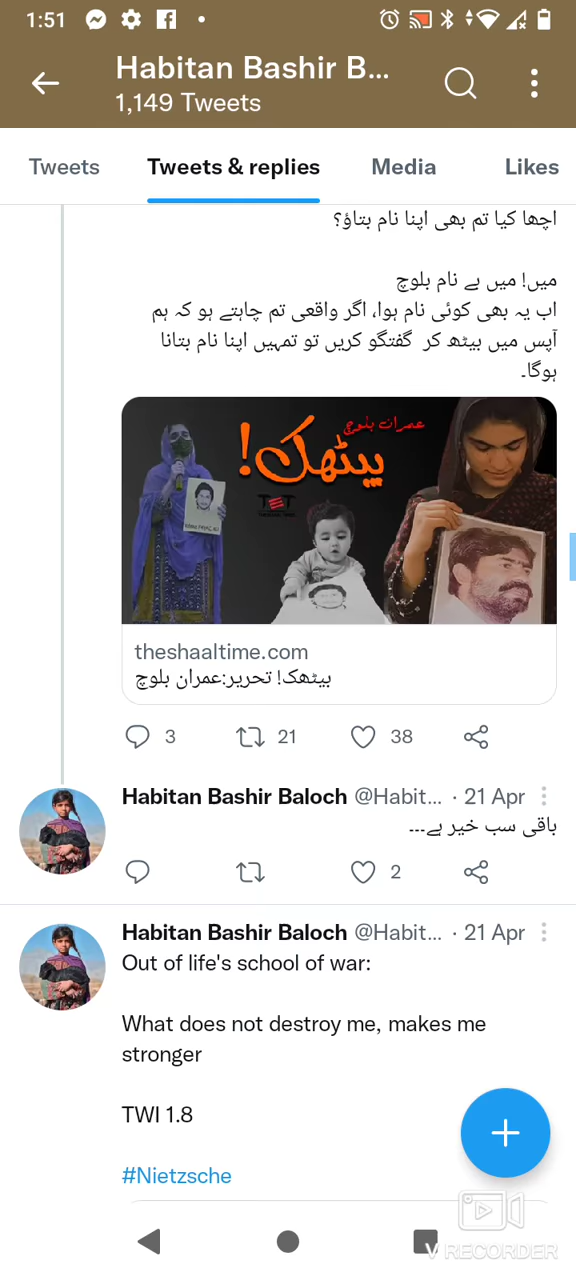 1:51
Habitan Bashir B...
1,149 Tweets
Tweets
Tweets & replies
Media
Likes
اچھا کیا تم بھی اپنا نام بتاؤ؟
میں! میں بے نام بلوچ
اب یہ بھی کوئی نام ہوا، اگر واقعی تم چاہتے ہو کہ ہم
آپس میں بیٹھ کر گفتگو کریں تو تمہیں اپنا نام بتانا
ہوگا۔
عمران بلوچ
بیٹھک!
theshaaltime.com
بیٹھک! تحریر:عمران بلوچ
3
21
38
Habitan Bashir Baloch @Habit... · 21 Apr
باقی سب خیر ہے۔۔۔
2
Habitan Bashir Baloch @Habit... · 21 Apr
Out of life's school of war:
What does not destroy me, makes me
stronger
TWI 1.8
#Nietzsche
V RECORDER